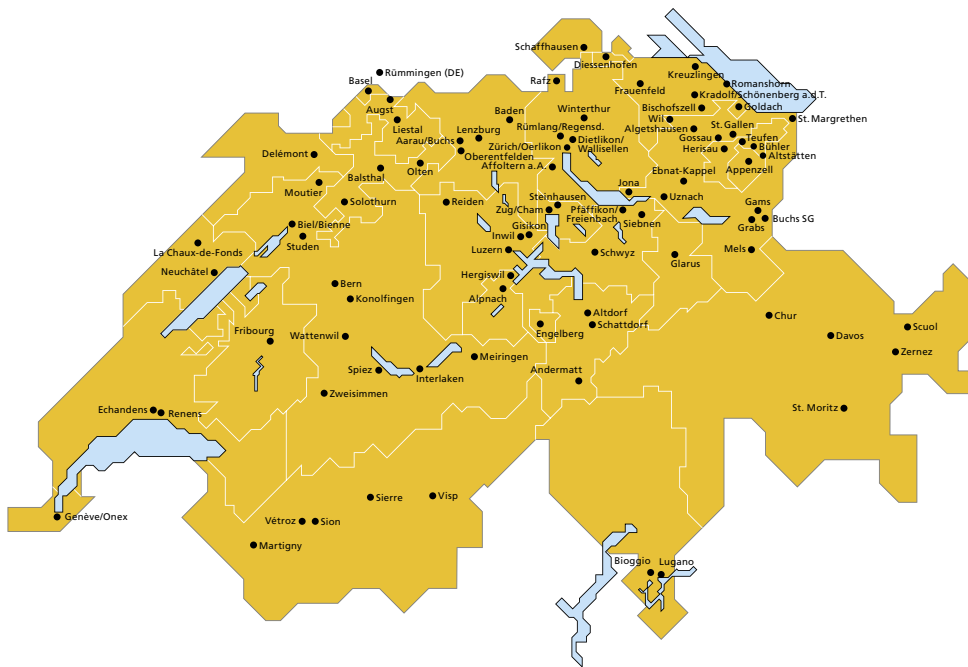 Schaffhausen
Diessenhofen
Rümmingen (DE)
Kreuzlingen
Basel
Rafz
Romanshorn
Frauenfeld
Kradolf/Schönenberg a.d.T.
Augst
Goldach
Bischofszell
Baden
Winterthur
St. Margrethen
Wil
Liestal
Lenzburg
Rümlang/Regensd.
Algetshausen
St. Gallen
Aarau/Buchs
Dietlikon/
Wallisellen
Gossau
Teufen
Zürich/Oerlikon
Herisau
Bühler
Delémont
Oberentfelden
Altstätten
Olten
Affoltern a.A.
Appenzell
Balsthal
Ebnat-Kappel
Moutier
Jona
Steinhausen
Uznach
Solothurn
Reiden
Gams
Zug/Cham
Pfäffikon/
Freienbach
Siebnen
Buchs SG
Grabs
Biel/Bienne
Gisikon
Studen
Inwil
La Chaux-de-Fonds
Luzern
Schwyz
Mels
Glarus
Neuchâtel
Hergiswil
Bern
Alpnach
Konolfingen
Altdorf
Chur
Schattdorf
Engelberg
Scuol
Fribourg
Wattenwil
Davos
Zernez
Meiringen
Spiez
Interlaken
Andermatt
Zweisimmen
Echandens
Renens
St. Moritz
Sierre
Visp
Genève/Onex
Vétroz
Sion
Martigny
Bioggio
Lugano